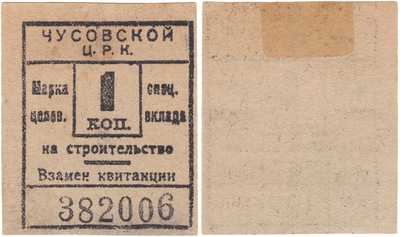 ЧУСОВСКОЙ
Ц. Р. К.
Марка 1 спец.
целев. КОП. вклада
на строительство
Взамен квитанции
382006